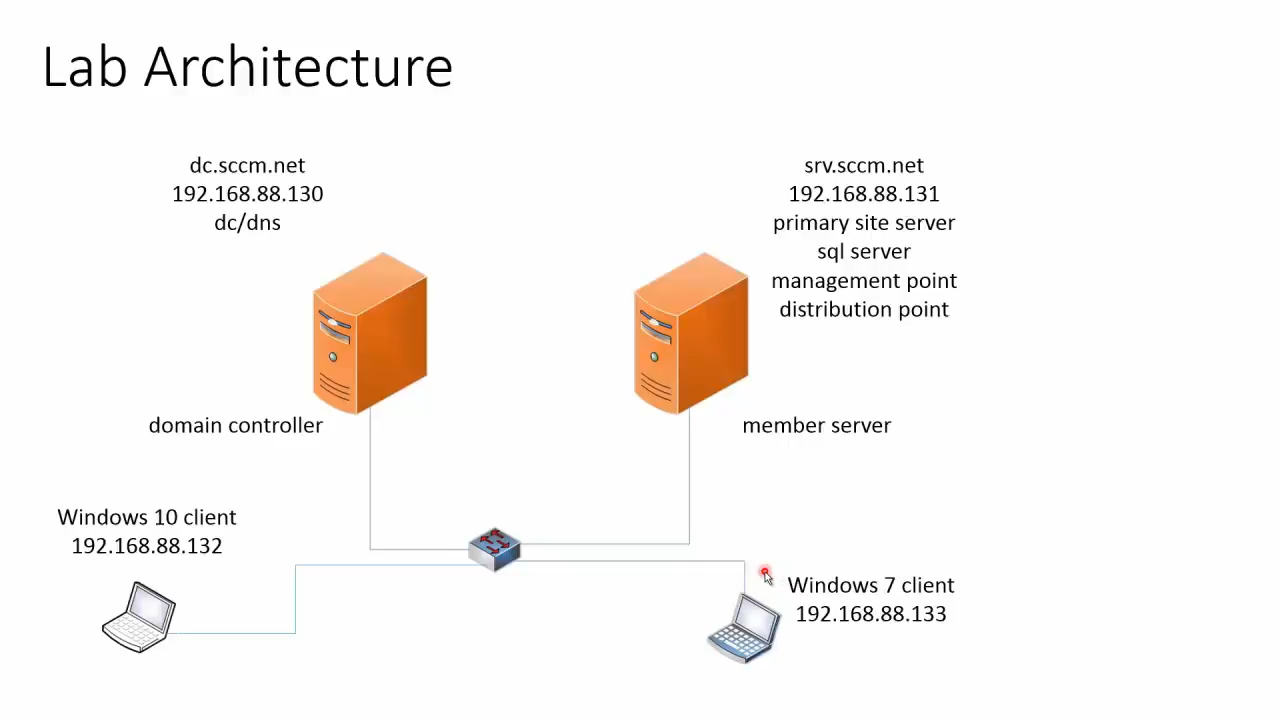 Lab Architecture
dc.sccm.net
192.168.88.130
dc/dns
srv.sccm.net
192.168.88.131
primary site server
sql server
management point
distribution point
domain controller
member server
Windows 10 client
192.168.88.132
Windows 7 client
192.168.88.133